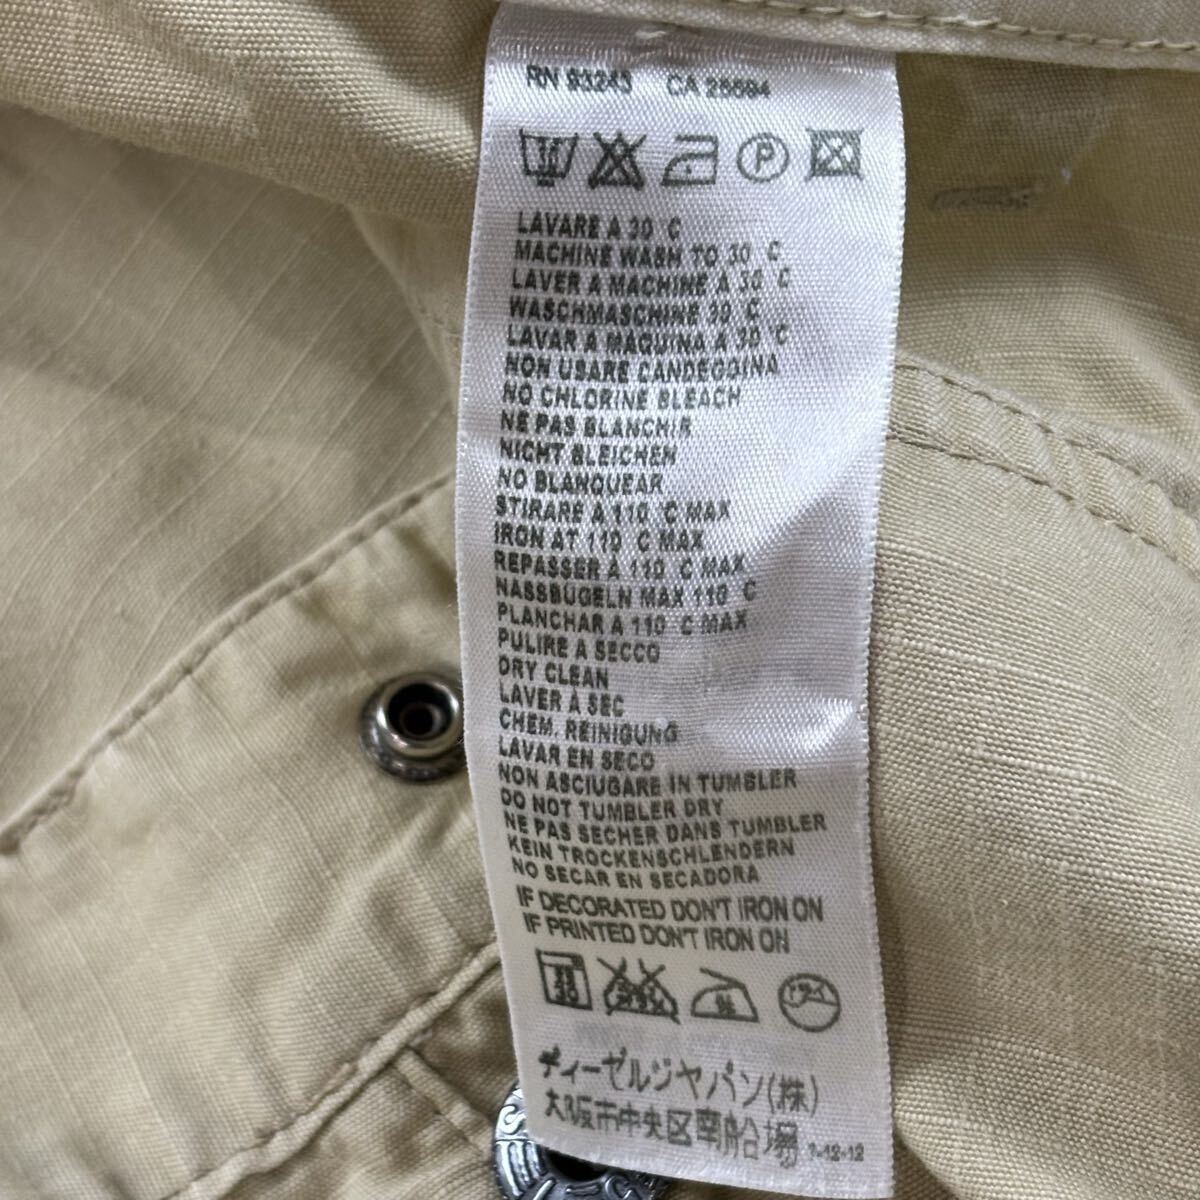 RN 93243 CA 25594
30
P
LAVARE A 30 C
MACHINE WASH TO 30 C
LAVER A MACHINE A 30 C
WASCHMASCHINE 30 C
LAVAR A MAQUINA A 30 C
NON USARE CANDEGGINA
NO CHLORINE BLEACH
NE PAS BLANCHIR
NICHT BLEICHEN
NO BLANQUEAR
STIRARE A 110 C MAX
IRON AT 110 C MAX
REPASSER A 110 C MAX
NASSBUGELN MAX 110 C
PLANCHAR A 110 C MAX
PULIRE A SECCO
DRY CLEAN
LAVER A SEC
CHEM. REINIGUNG
LAVAR EN SECO
NON ASCIUGARE IN TUMBLER
DO NOT TUMBLER DRY
NE PAS SECHER DANS TUMBLER
KEIN TROCKENSCHLENDERN
NO SECAR EN SECADORA
IF DECORATED DON'T IRON ON
IF PRINTED DON'T IRON ON
ディーゼルジャパン(株)
大阪市中央区南船場 1-12-12